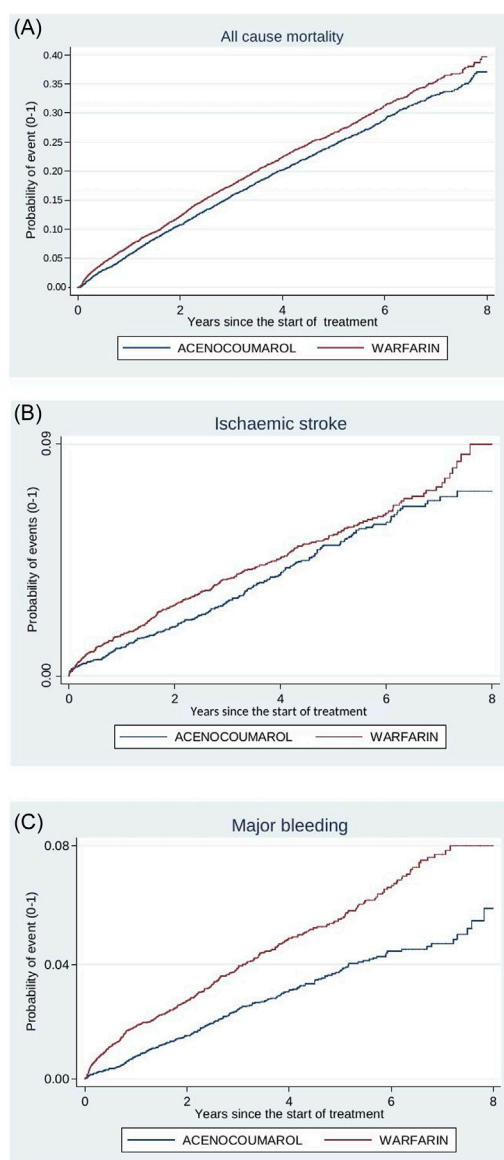 (A)
All cause mortality
Probability of event (0-1)
0.40
0.35
0.30
0.25
0.20
0.15
0.10
0.05
0.00
0 2 4 6 8
Years since the start of treatment
ACENOCOUMAROL WARFARIN
(B)
Ischaemic stroke
Probability of events (0-1)
0.09
0.00
0 2 4 6 8
Years since the start of treatment
ACENOCOUMAROL WARFARIN
(C)
Major bleeding
Probability of event (0-1)
0.08
0.04
0.00
0 2 4 6 8
Years since the start of treatment
ACENOCOUMAROL WARFARIN